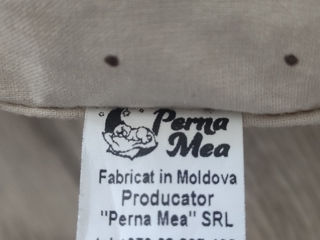 Perna
Mea
Fabricat in Moldova
Producator
"Perna Mea" SRL